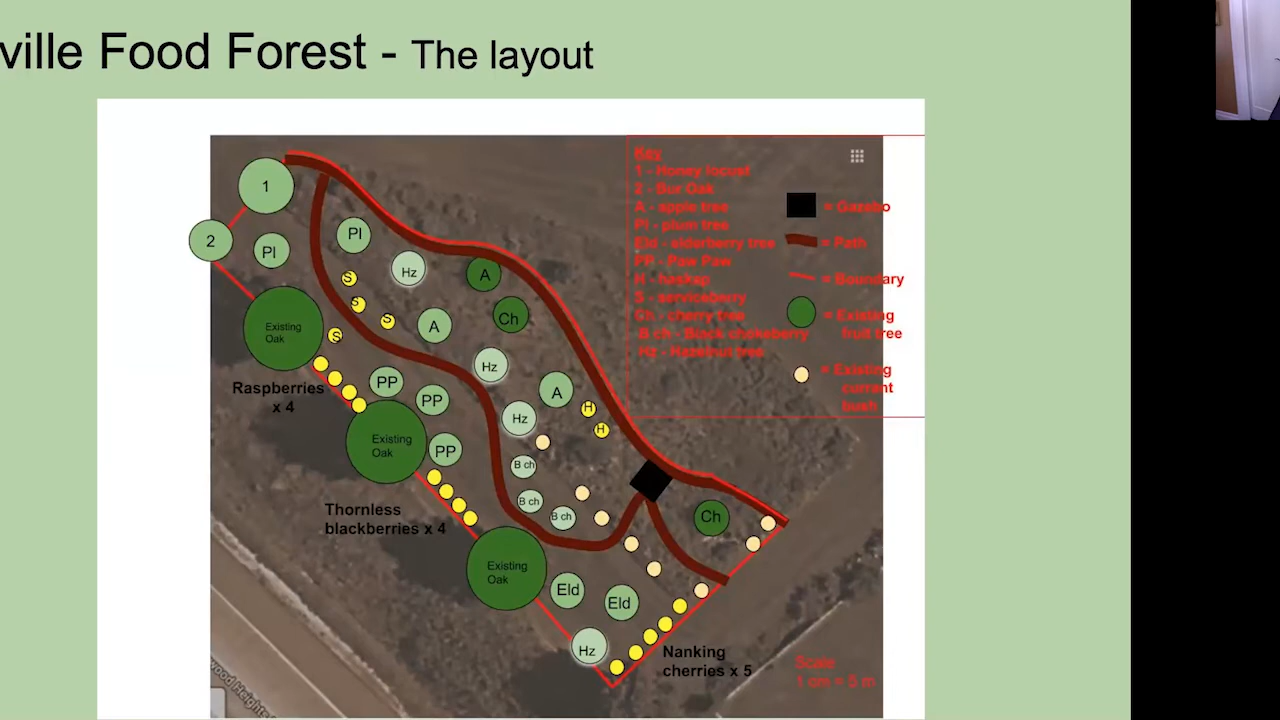 ville Food Forest - The layout
Key
1 - Honey locust
2 - Bur Oak
A - apple tree
Pl - plum tree
Eld - elderberry tree
PP - Paw Paw
H - haskap
S - serviceberry
Ch - cherry tree
B ch - Black chokeberry
Hz - Hazelnut tree
= Gazebo
= Path
= Boundary
= Existing
fruit tree
= Existing
currant
bush
1
2
Pl
Pl
Hz
A
S
S
S
S
Ch
A
Existing
Oak
Hz
Raspberries
x 4
PP
PP
A
H
H
Hz
Existing
Oak
PP
B ch
B ch
B ch
Ch
Thornless
blackberries x 4
Existing
Oak
Eld
Eld
Hz
Nanking
cherries x 5
Scale
1 cm = 5 m
wood Heights